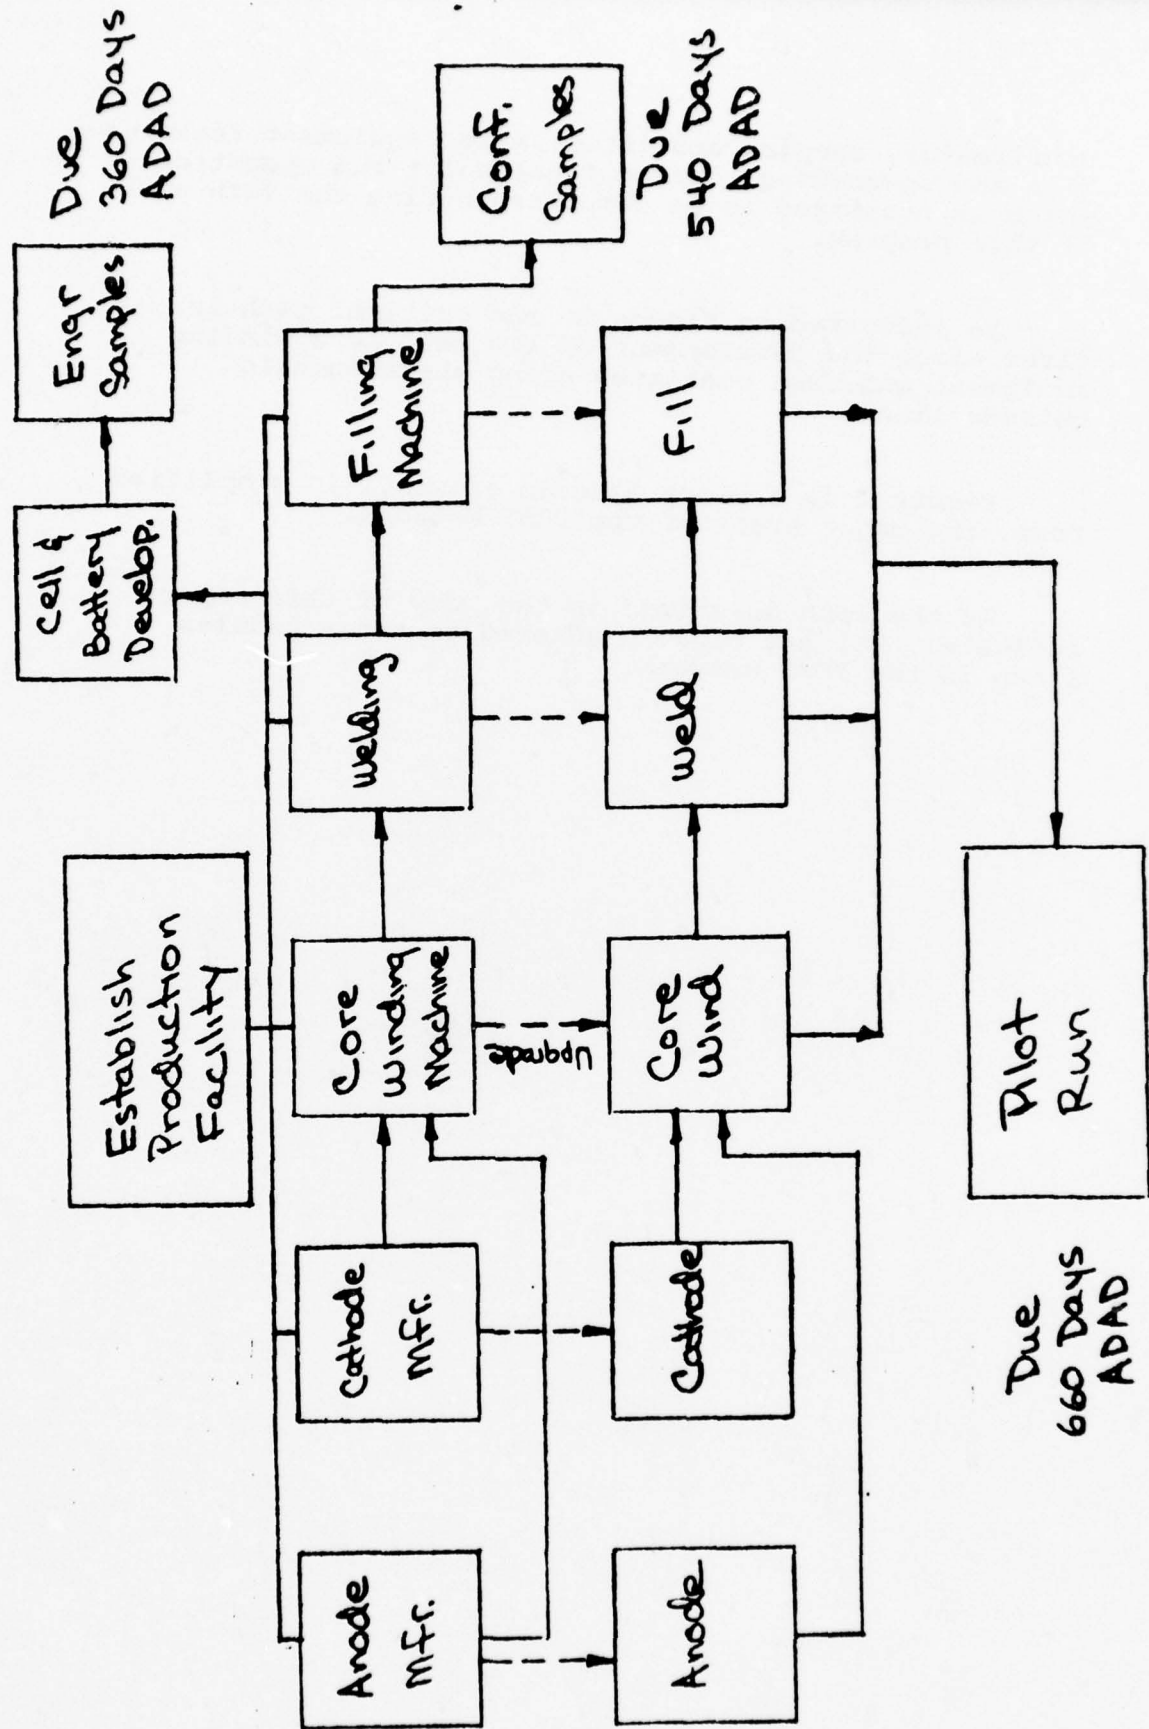 Establish
Production
Facility
Cell &
Battery
Develop.
Engr
Samples
Due
360 Days
ADAD
Anode
Mfr.
Cathode
Mfr.
Core
Winding
Machine
Welding
Filling
Machine
Conf.
Samples
Due
540 Days
ADAD
Upgrade
Anode
Cathode
Core
Wind
Weld
Fill
Pilot
Run
Due
660 Days
ADAD